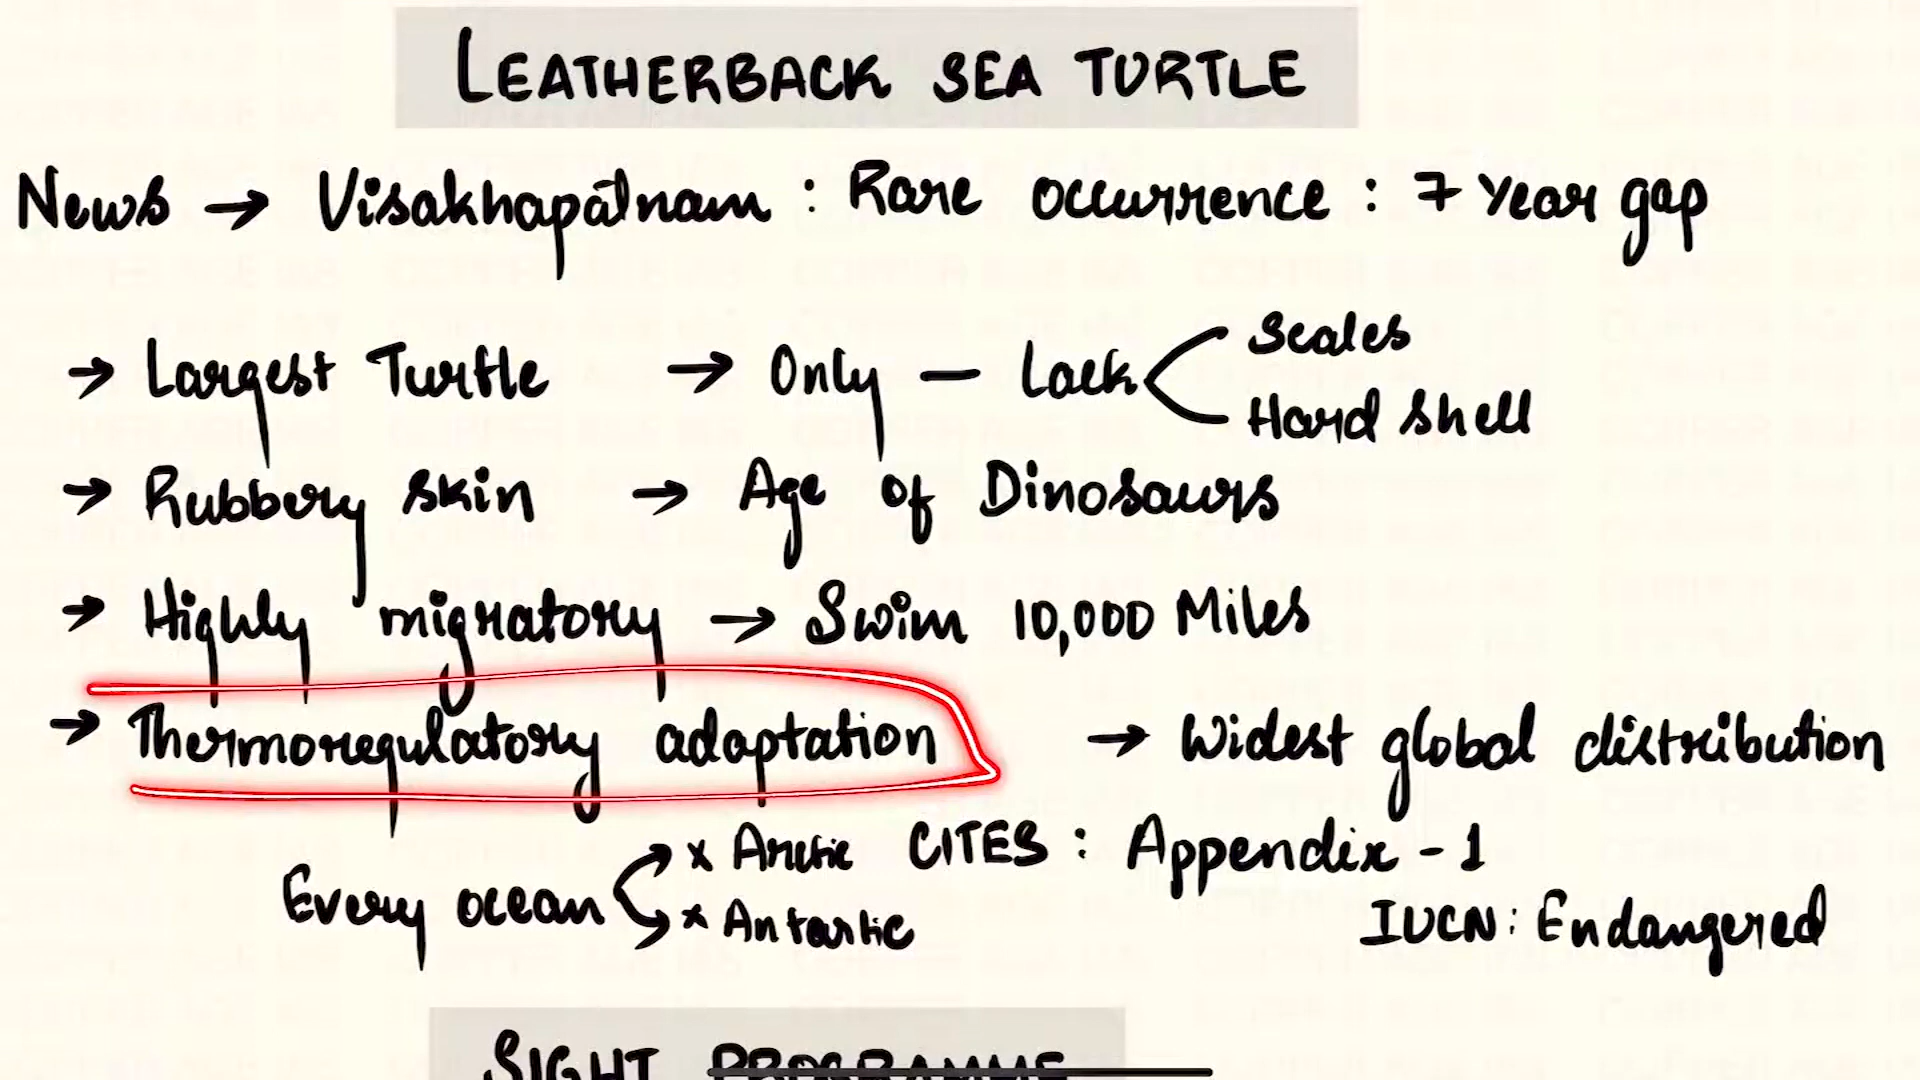 LEATHERBACK SEA TURTLE
News → Visakhapatnam : Rare occurrence : 7 Year gap
→ Largest Turtle → Only — Lack < Scales
Hard shell
→ Rubbery skin → Age of Dinosaurs
→ Highly migratory → Swim 10,000 Miles
→ Thermoregulatory adaptation → Widest global distribution
Every ocean → x Arctic CITES : Appendix - 1
→ x Antartic IUCN : Endangered
SIGHT PROGRAMME